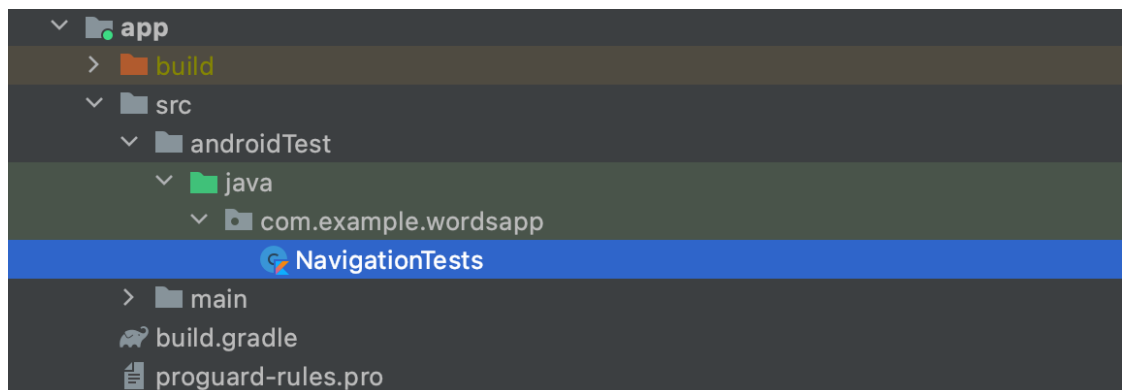 app
build
src
androidTest
java
com.example.wordsapp
NavigationTests
main
build.gradle
proguard-rules.pro